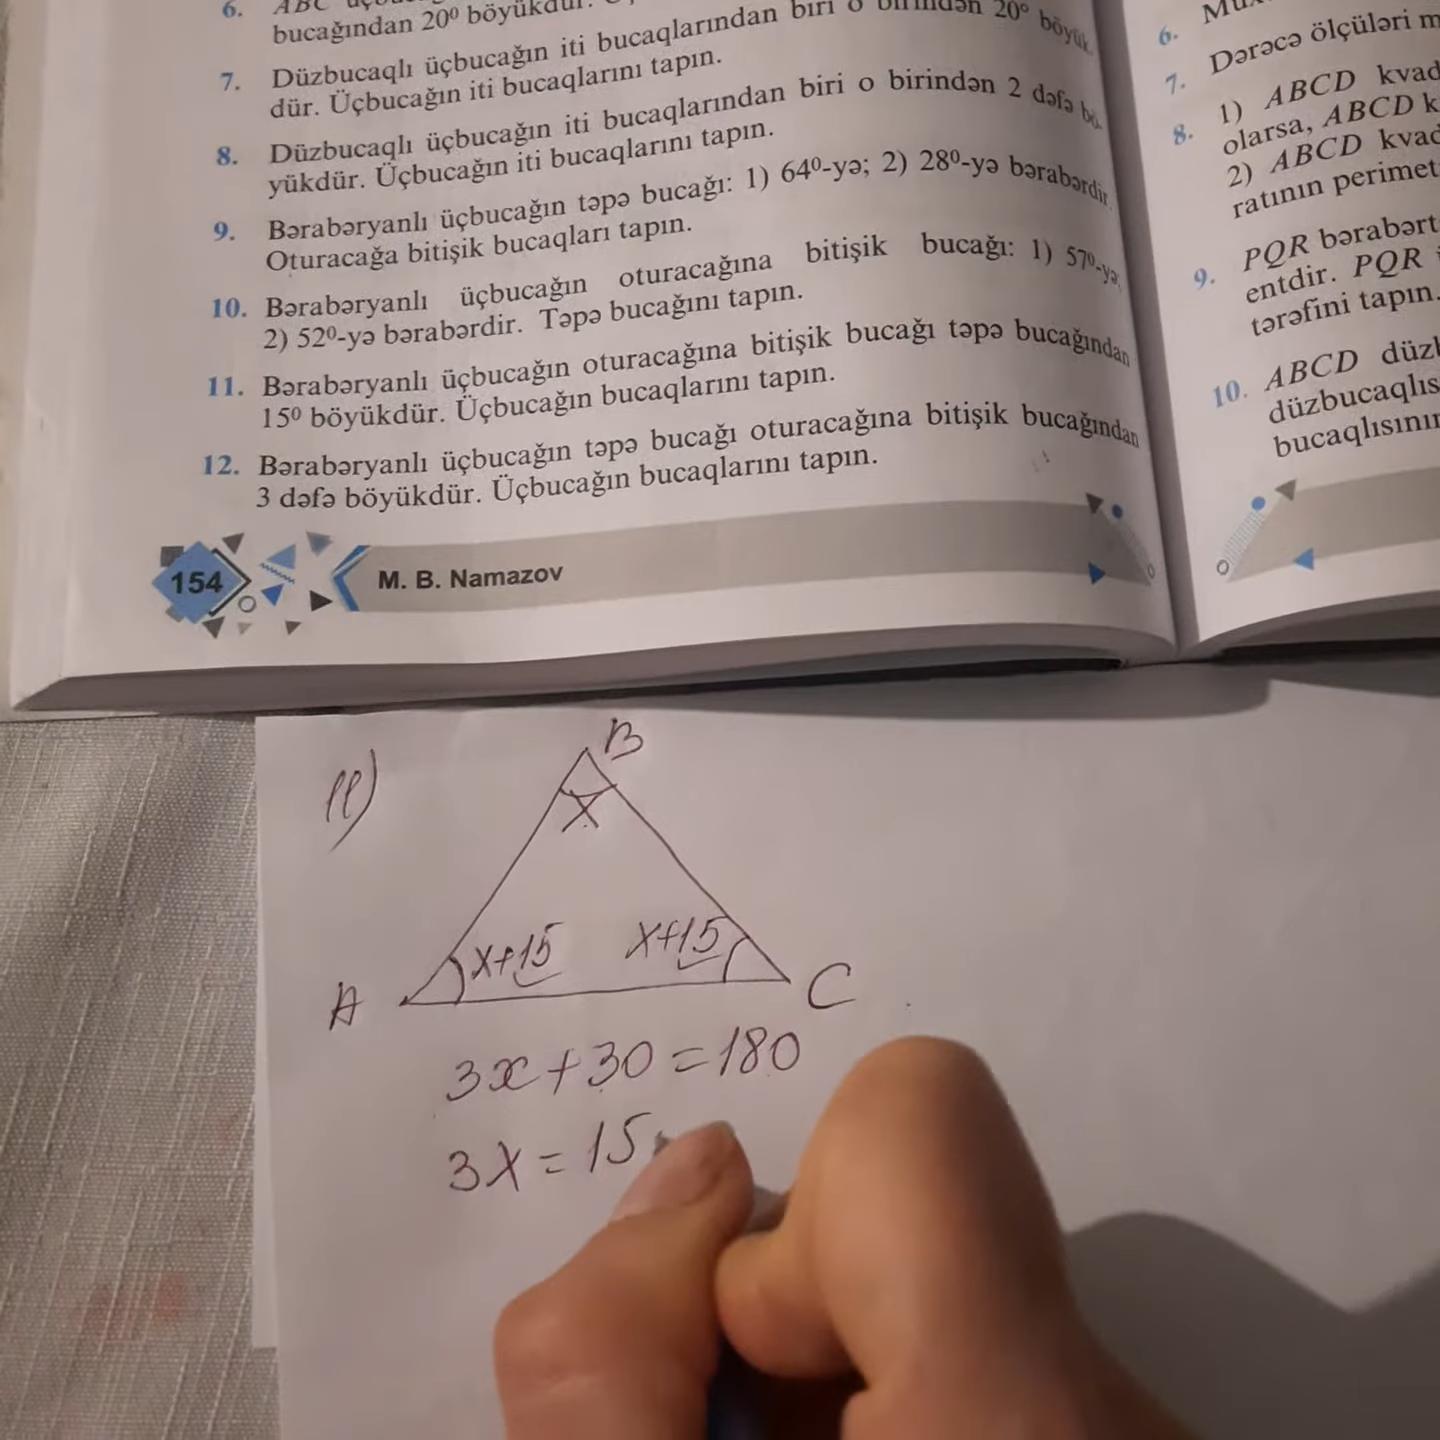 6. ABC
bucağından 20⁰ böyükdür.
7. Düzbucaqlı üçbucağın iti bucaqlarından biri o birindən 20° böyük
dür. Üçbucağın iti bucaqlarını tapın.
8. Düzbucaqlı üçbucağın iti bucaqlarından biri o birindən 2 dəfə bö-
yükdür. Üçbucağın iti bucaqlarını tapın.
9. Bərabəryanlı üçbucağın təpə bucağı: 1) 64⁰-yə; 2) 28⁰-yə bərabərdir.
Oturacağa bitişik bucaqları tapın.
10. Bərabəryanlı üçbucağın oturacağına bitişik bucağı: 1) 57⁰-yə;
2) 52⁰-yə bərabərdir. Təpə bucağını tapın.
11. Bərabəryanlı üçbucağın oturacağına bitişik bucağı təpə bucağından
15⁰ böyükdür. Üçbucağın bucaqlarını tapın.
12. Bərabəryanlı üçbucağın təpə bucağı oturacağına bitişik bucağından
3 dəfə böyükdür. Üçbucağın bucaqlarını tapın.
154 M. B. Namazov
6.
7. Dərəcə ölçüləri m
8. 1) ABCD kvad
olarsa, ABCD k
2) ABCD kvad
ratının perimet
9. PQR bərabərt
entdir. PQR
tərəfini tapın.
10. ABCD düzb
düzbucaqlıs
bucaqlısının
11)
B
x
x+15 x+15
A C
3x+30=180
3x=15